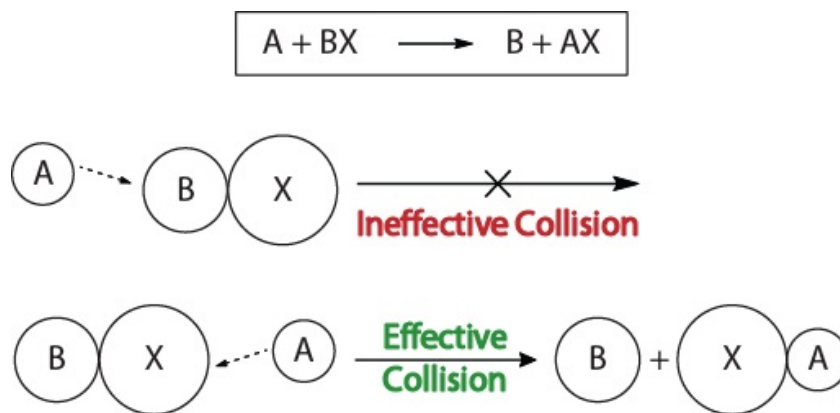 A + BX ⟶ B + AX
A B X
Ineffective Collision
B X A Effective B + X A
Collision